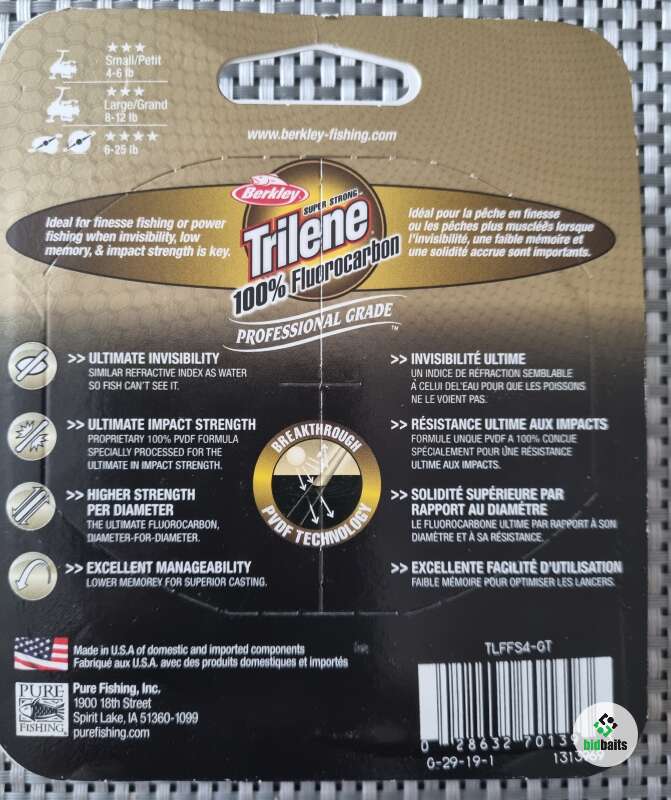 ★★★
Small/Petit
4-6 lb
★★★
Large/Grand
8-12 lb
★★★★
6-25 lb
www.berkley-fishing.com
Berkley
SUPER STRONG
Trilene
100% Fluorocarbon
PROFESSIONAL GRADE
™
Ideal for finesse fishing or power
fishing when invisibility, low
memory, & impact strength is key.
Idéal pour la pêche en finesse
ou les pêches plus musclées lorsque
l'invisibilité, une faible mémoire et
une solidité accrue sont importants.
>> ULTIMATE INVISIBILITY
SIMILAR REFRACTIVE INDEX AS WATER
SO FISH CAN'T SEE IT.
>> ULTIMATE IMPACT STRENGTH
PROPRIETARY 100% PVDF FORMULA
SPECIALLY PROCESSED FOR THE
ULTIMATE IN IMPACT STRENGTH.
>> HIGHER STRENGTH
PER DIAMETER
THE ULTIMATE FLUOROCARBON,
DIAMETER-FOR-DIAMETER.
>> EXCELLENT MANAGEABILITY
LOWER MEMOREY FOR SUPERIOR CASTING.
BREAKTHROUGH
PVDF TECHNOLOGY
>> INVISIBILITÉ ULTIME
UN INDICE DE RÉFRACTION SEMBLABLE
À CELUI DEL'EAU POUR QUE LES POISSONS
NE LE VOIENT PAS.
>> RÉSISTANCE ULTIME AUX IMPACTS
FORMULE UNQUE PVDF A 100% CONCUE
SPÉCIALEMENT POUR ÚNE RÉSISTANCE
ULTIME AUX IMPACTS.
>> SOLIDITÉ SUPÉRIEURE PAR
RAPPORT AU DIAMÈTRE
LE FLUOROCARBONE ULTIME PAR RAPPORT À SON
DIAMÈTRE ET À SA RÉSISTANCE.
>> EXCELLENTE FACILITÉ D'UTILISATION
FAIBLE MÉMOIRE POUR OPTIMISER LES LANCERS.
Made in U.S.A of domestic and imported components
Fabriqué aux U.S.A. avec des produits domestiques et importés
PURE
FISHING
Pure Fishing, Inc.
1900 18th Street
Spirit Lake, IA 51360-1099
purefishing.com
TLFFS4-GT
0 28632 70139
G-29-19-1
1313969
bidbaits